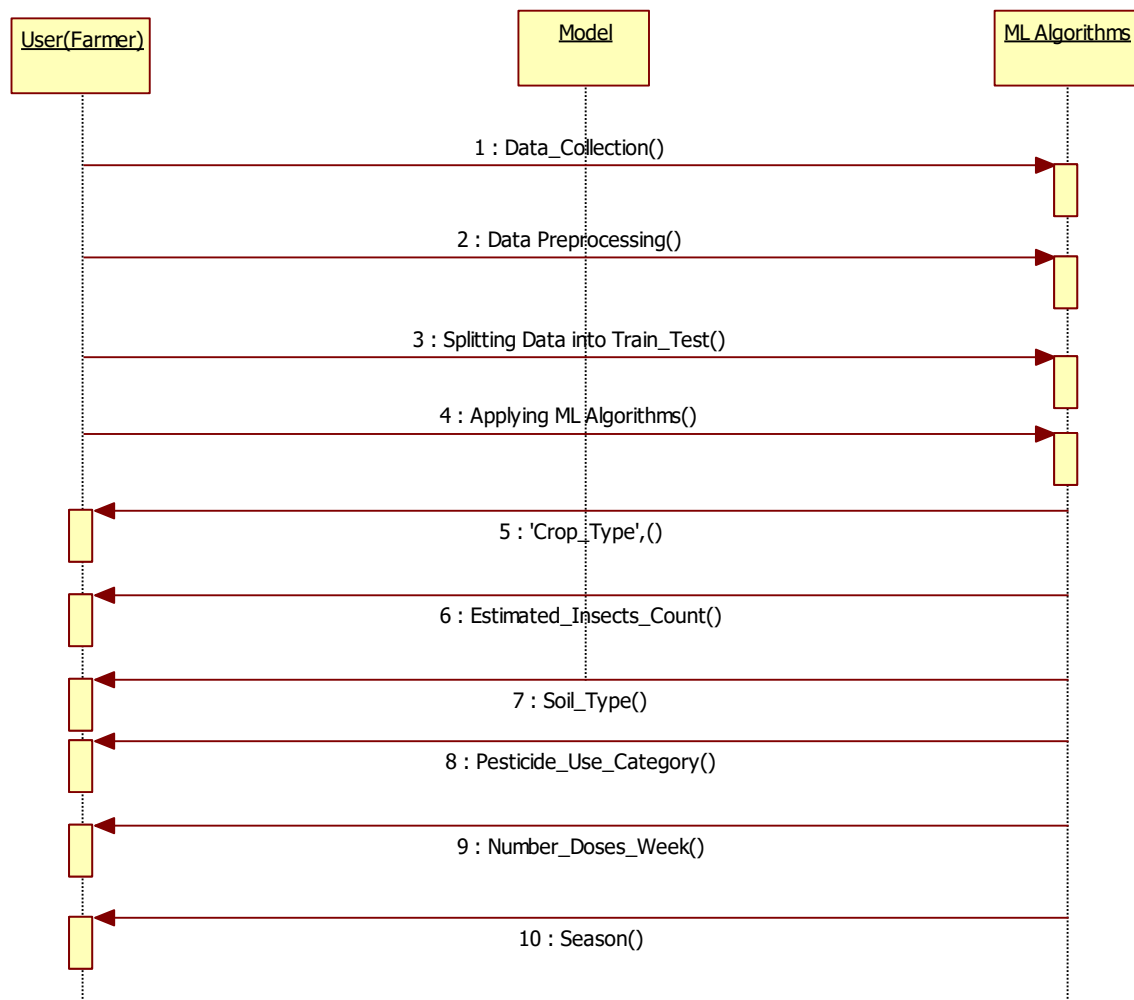 User(Farmer)
Model
ML Algorithms
1 : Data_Collection()
2 : Data Preprocessing()
3 : Splitting Data into Train_Test()
4 : Applying ML Algorithms()
5 : 'Crop_Type',()
6 : Estimated_Insects_Count()
7 : Soil_Type()
8 : Pesticide_Use_Category()
9 : Number_Doses_Week()
10 : Season()